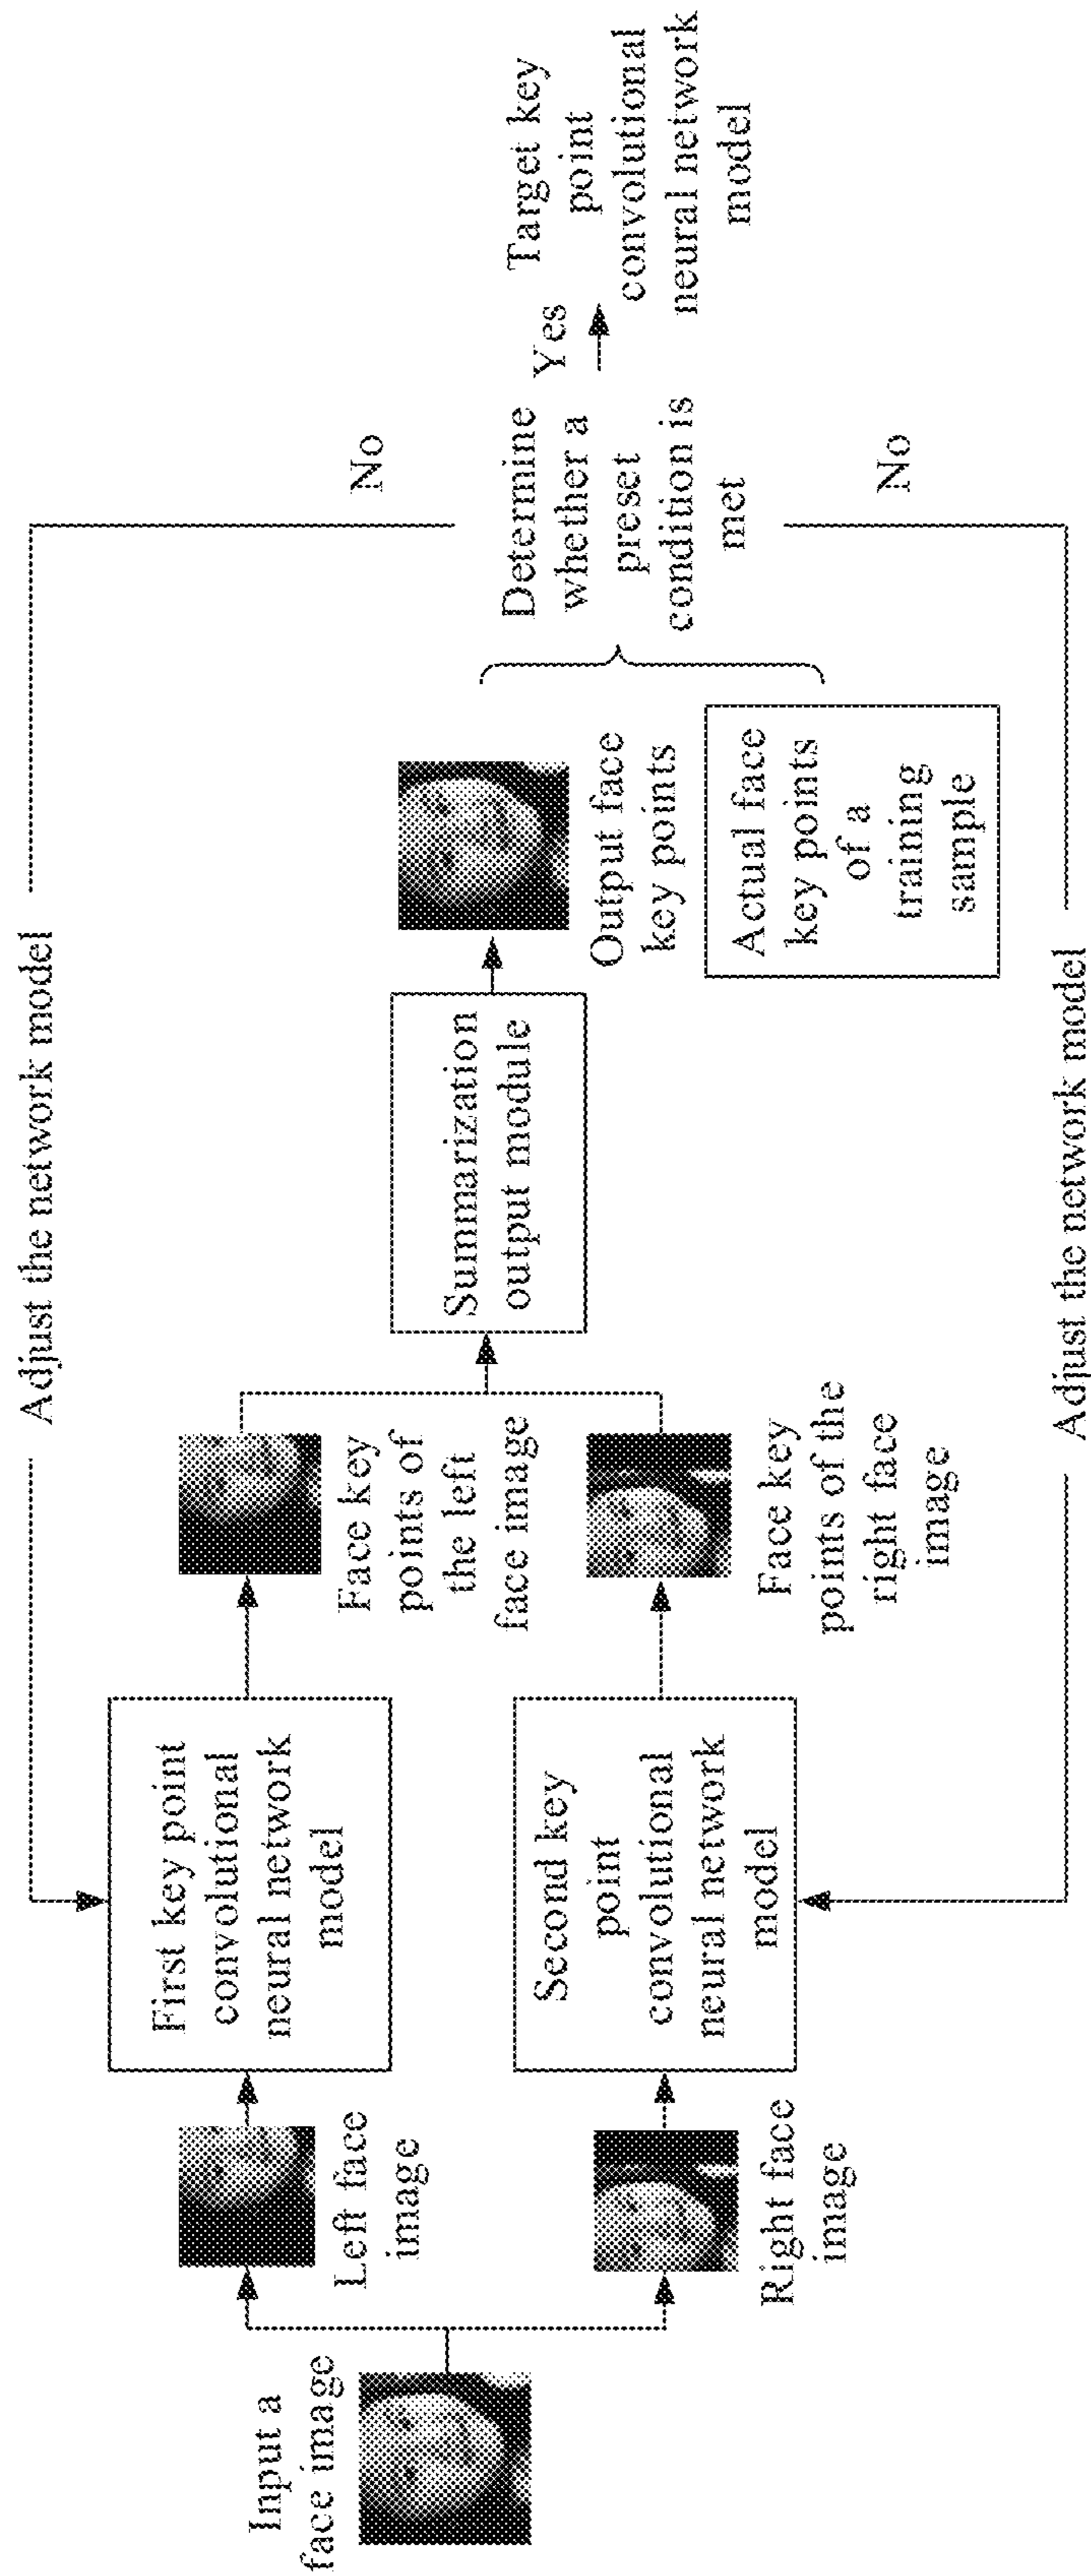 Adjust the network model
Input a
face image
Left face
image
First key point
convolutional
neural network
model
Face key
points of
the left
face image
Right face
image
Second key
point
convolutional
neural network
model
Face key
points of the
right face
image
Summarization
output module
Output face
key points
Actual face
key points
of a
training
sample
No
Determine
whether a
preset
condition is
met
Yes
No
Target key
point
convolutional
neural network
model
Adjust the network model